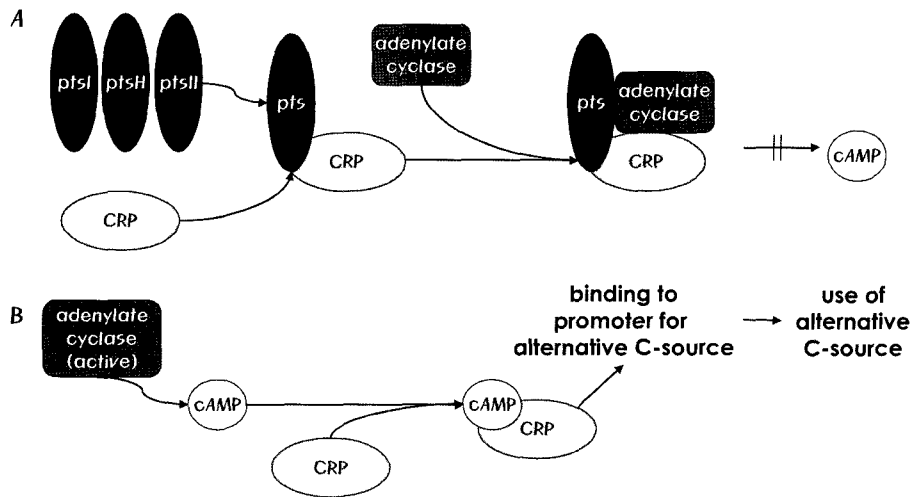 A
ptsI
ptsH
ptsII
pts
CRP
CRP
adenylate
cyclase
pts
adenylate
cyclase
CRP
cAMP
B
adenylate
cyclase
(active)
cAMP
CRP
cAMP
CRP
binding to
promoter for
alternative C-source
use of
alternative
C-source